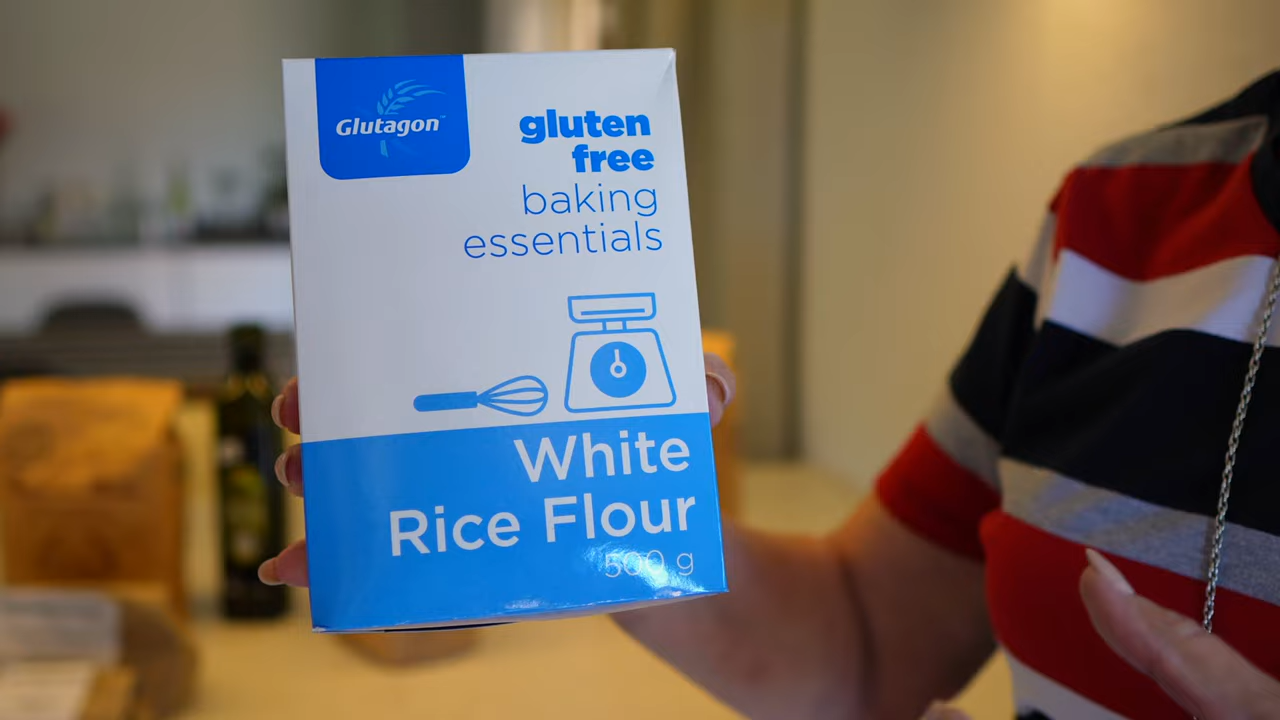 Glutagon
gluten
free
baking
essentials
White
Rice Flour
500 g